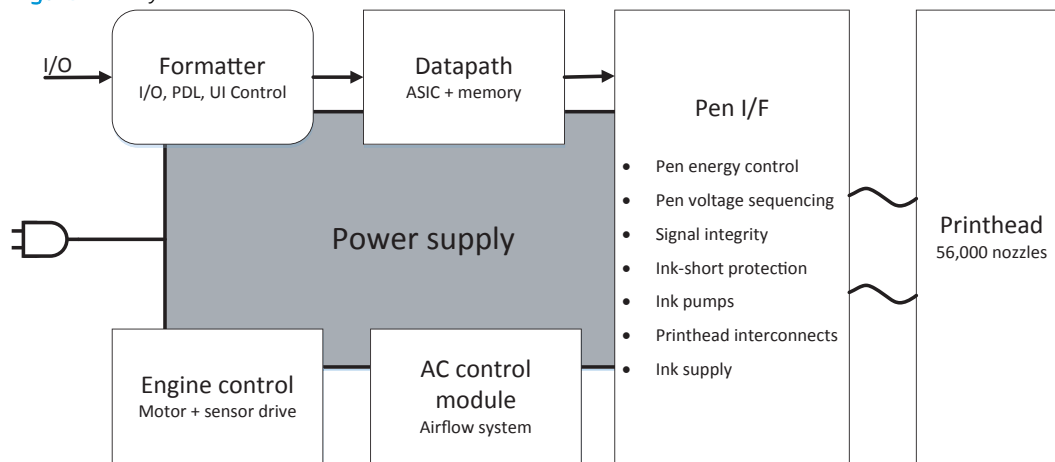 I/O
Formatter
I/O, PDL, UI Control
Datapath
ASIC + memory
Pen I/F
• Pen energy control
• Pen voltage sequencing
• Signal integrity
• Ink-short protection
• Ink pumps
• Printhead interconnects
• Ink supply
Printhead
56,000 nozzles
Power supply
Engine control
Motor + sensor drive
AC control
module
Airflow system